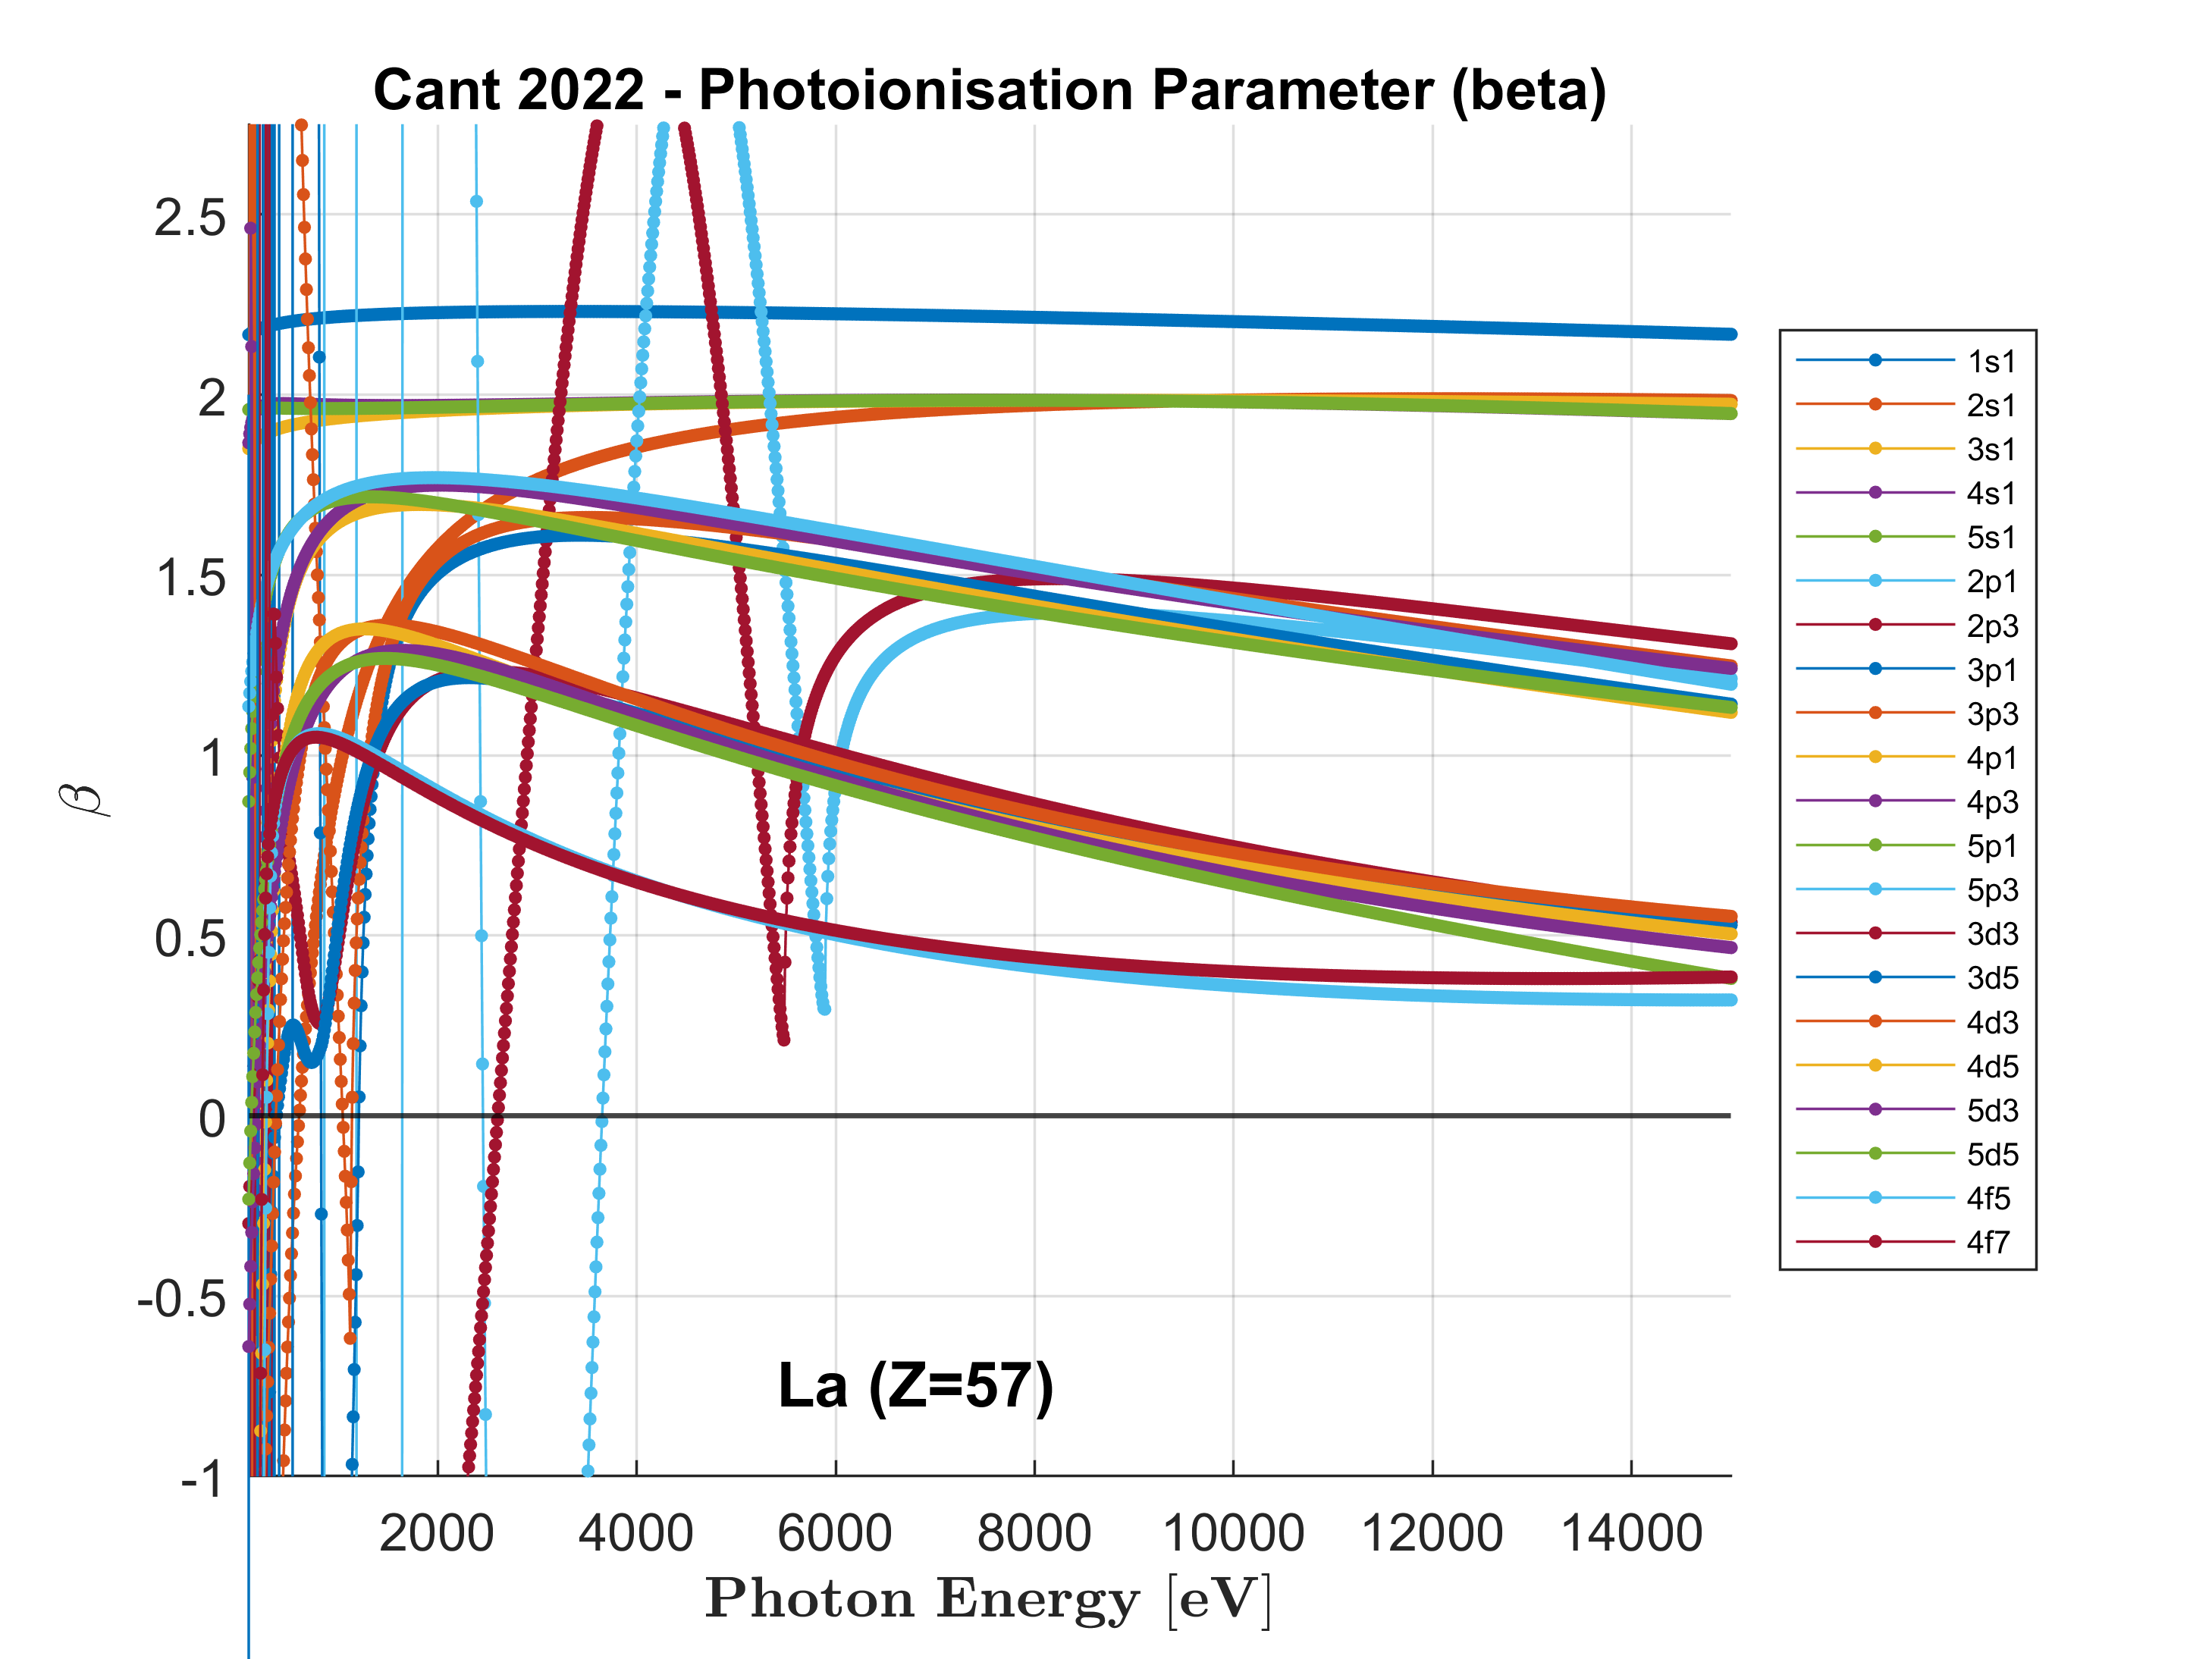 Cant 2022 - Photoionisation Parameter (beta)
2.5
2
1.5
1
0.5
0
-0.5
-1
β
La (Z=57)
2000 4000 6000 8000 10000 12000 14000
Photon Energy [eV]
1s1
2s1
3s1
4s1
5s1
2p1
2p3
3p1
3p3
4p1
4p3
5p1
5p3
3d3
3d5
4d3
4d5
5d3
5d5
4f5
4f7